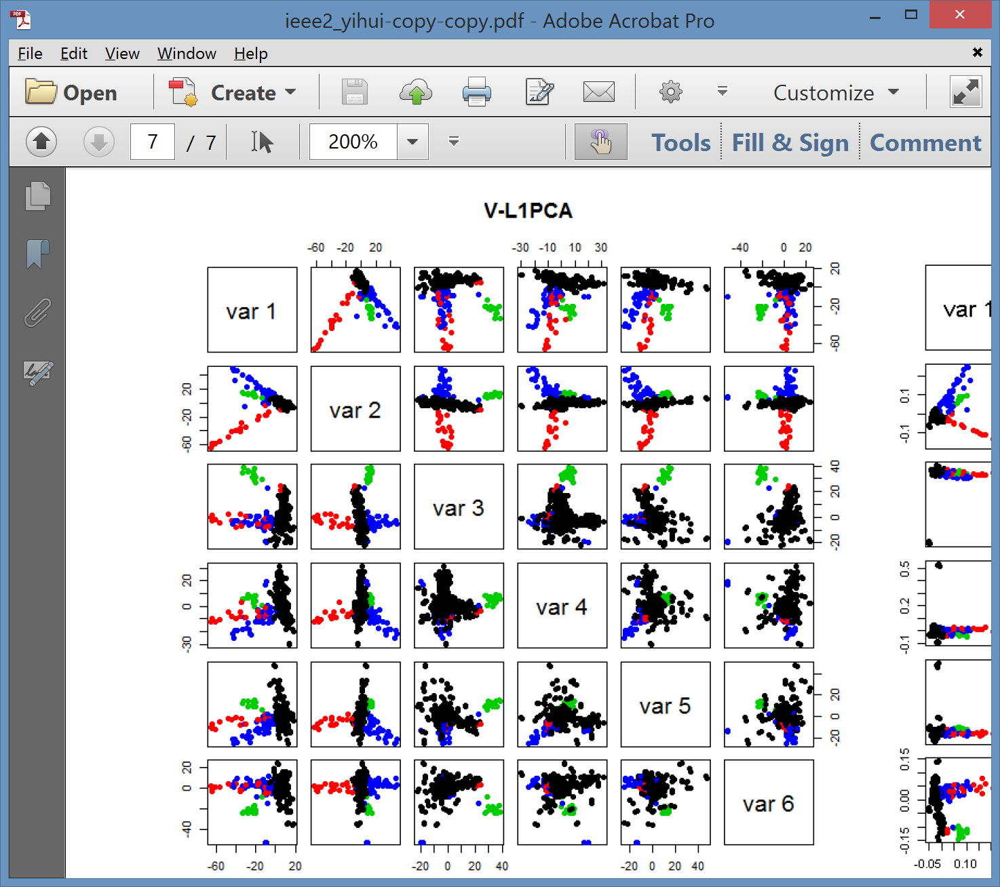 ieee2_yihui-copy-copy.pdf - Adobe Acrobat Pro
File Edit View Window Help
Open Create Customize
7 / 7 200% Tools Fill & Sign Comment
V-L1PCA
-60 -20 20 -30 -10 10 30 -40 0 20
var 1
20
-20
-60
var 1
20
-20
-60
var 2
0.1
-0.1
var 3
40
20
0
-20
20
0
-30
var 4
0.5
0.2
-0.1
var 5
20
0
-20
20
0
-40
var 6
0.15
0.00
-0.15
-60 -20 20 0 20 40 -20 0 20 40 -0.05 0.10